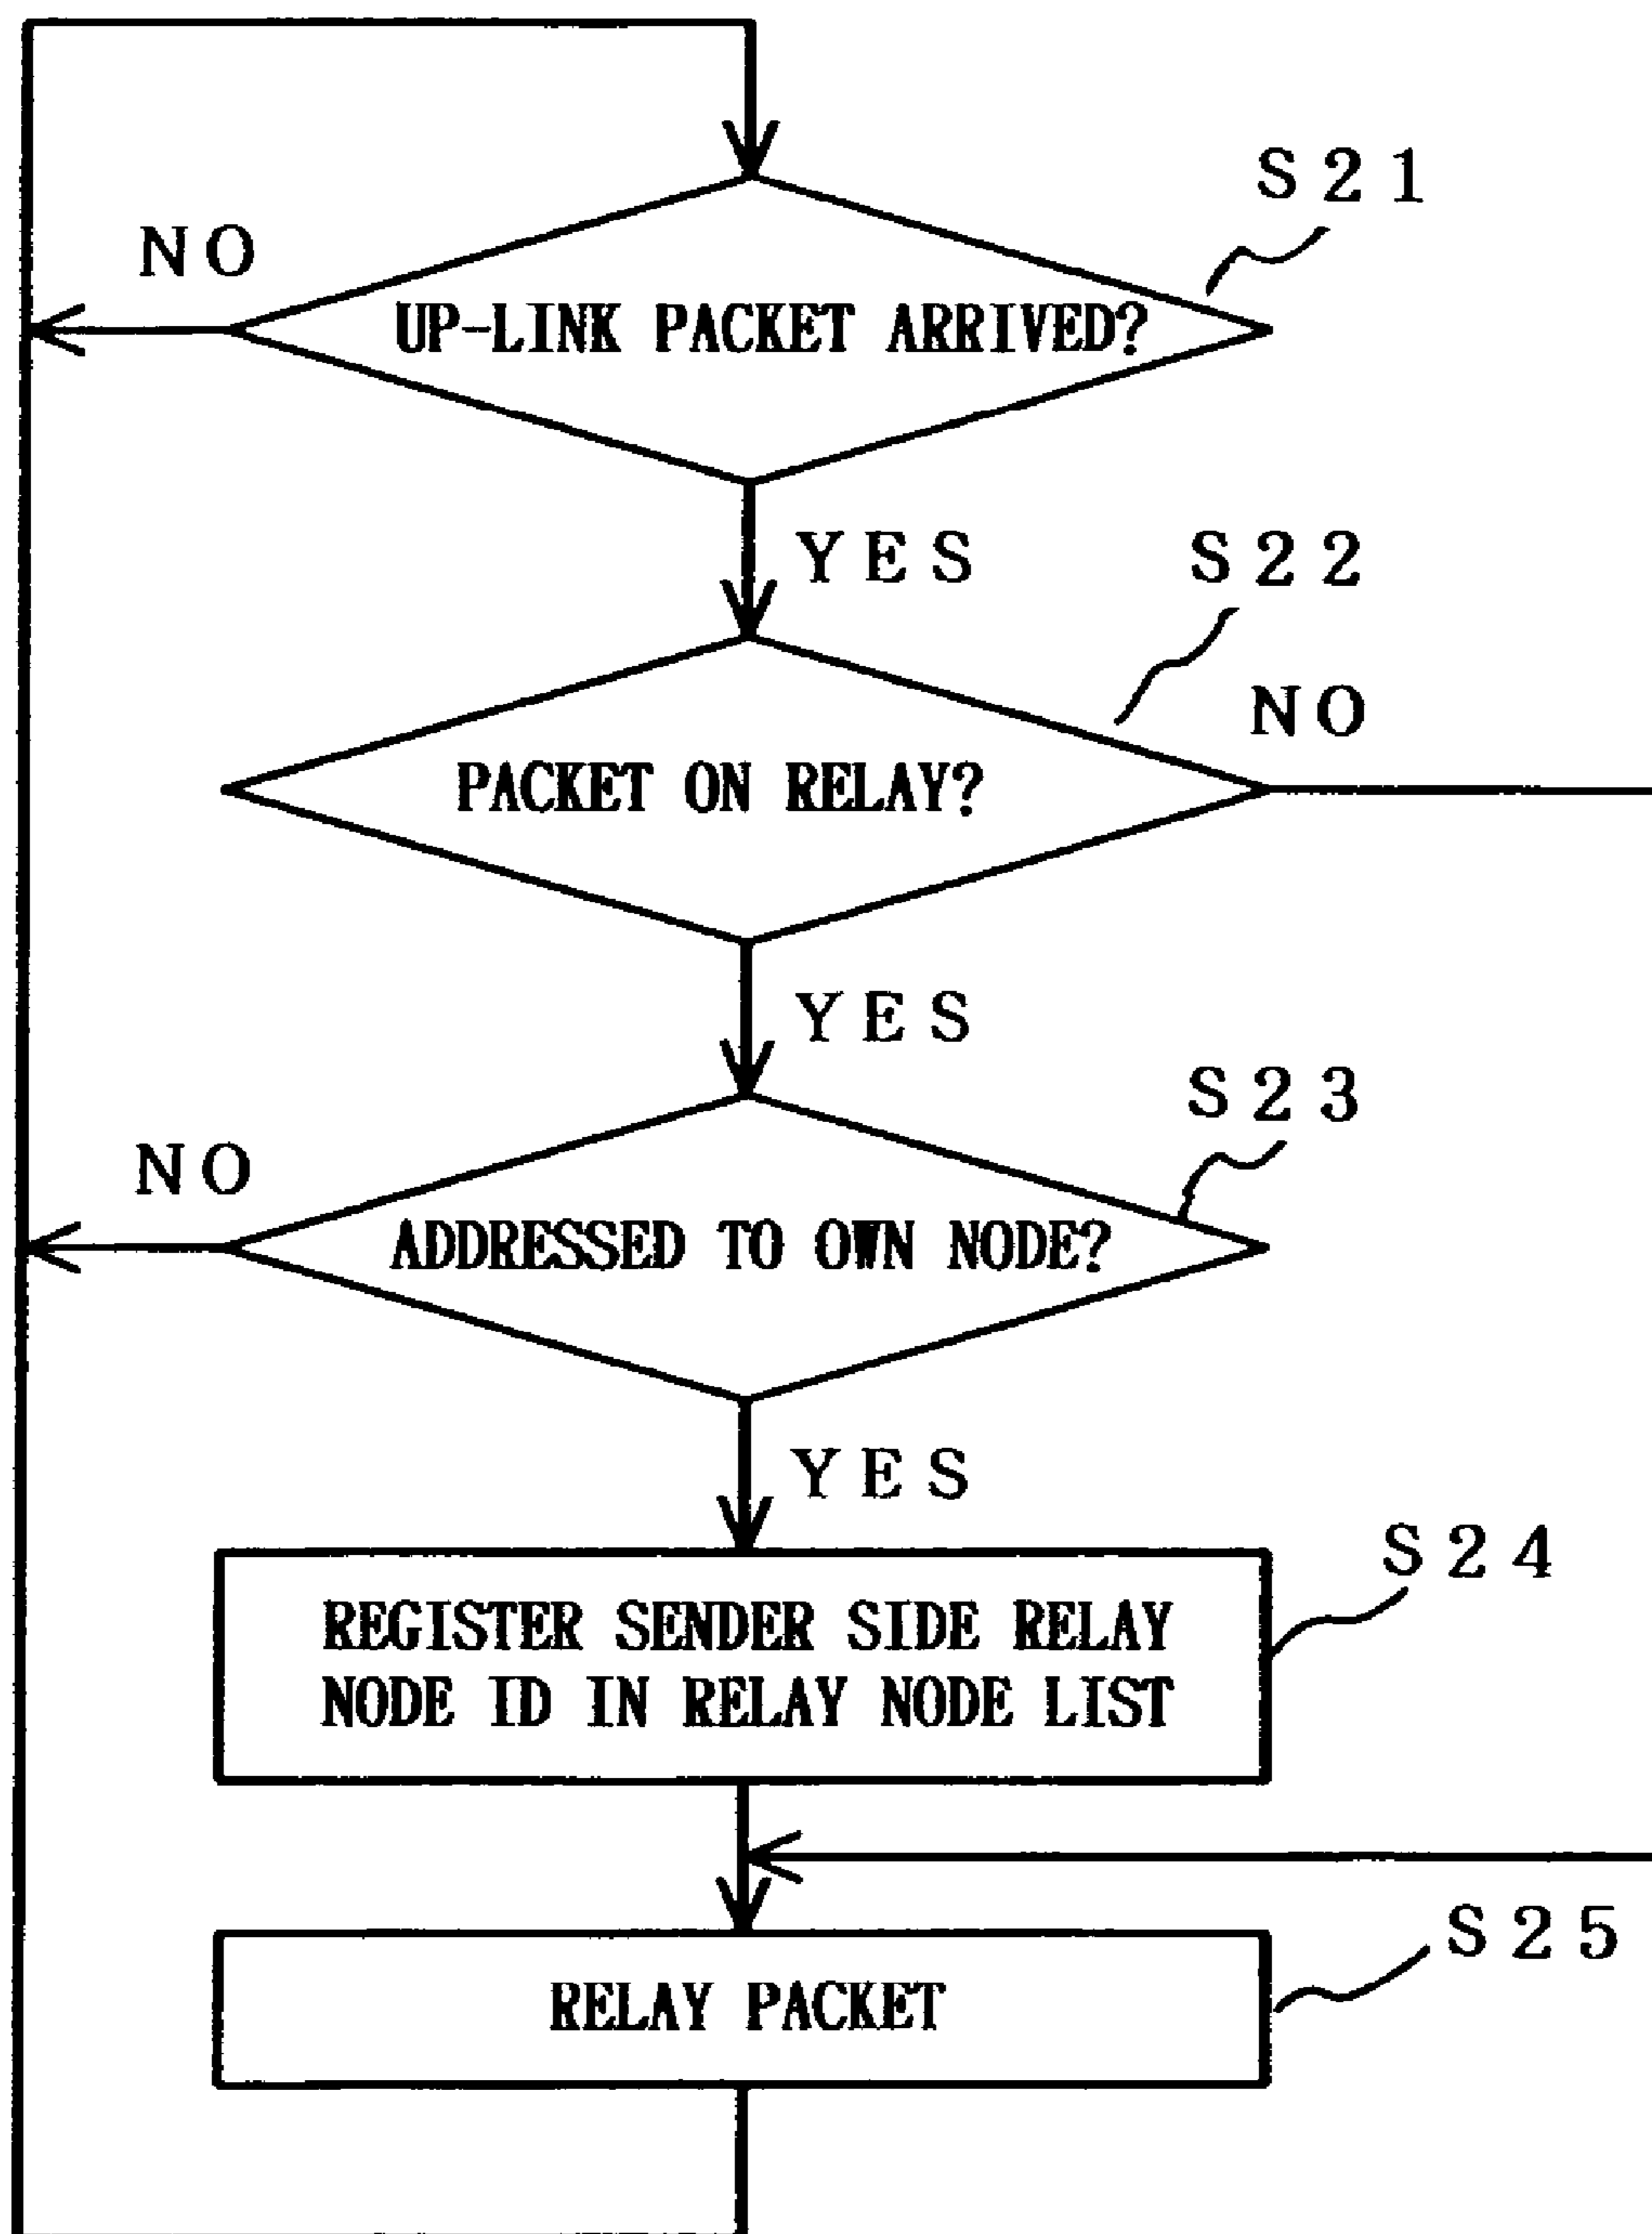 S21
NO
UP-LINK PACKET ARRIVED?
YES
S22
NO
PACKET ON RELAY?
YES
S23
NO
ADDRESSED TO OWN NODE?
YES
S24
REGISTER SENDER SIDE RELAY
NODE ID IN RELAY NODE LIST
S25
RELAY PACKET